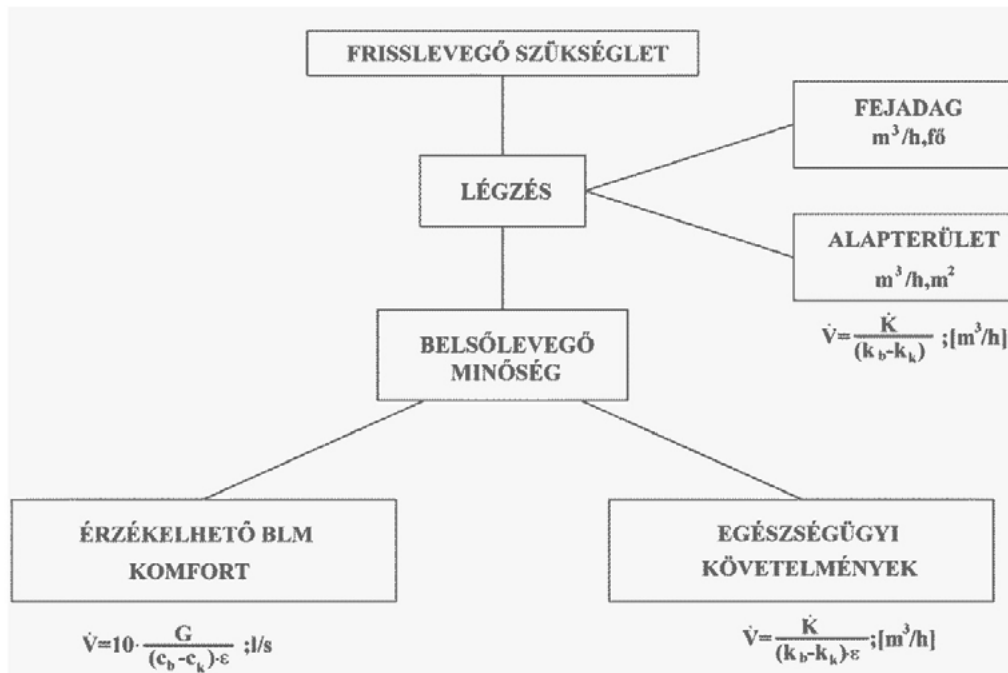 FRISSLEVEGŐ SZÜKSÉGLET
FEJADAG
m³/h,fő
LÉGZÉS
ALAPTERÜLET
m³/h,m²
V̇=K̇/(k_b-k_k) ;[m³/h]
BELSŐLEVEGŐ
MINŐSÉG
ÉRZÉKELHETŐ BLM
KOMFORT
V̇=10·G/((c_b-c_k)·ε) ;l/s
EGÉSZSÉGÜGYI
KÖVETELMÉNYEK
V̇=K̇/((k_b-k_k)·ε) ;[m³/h]